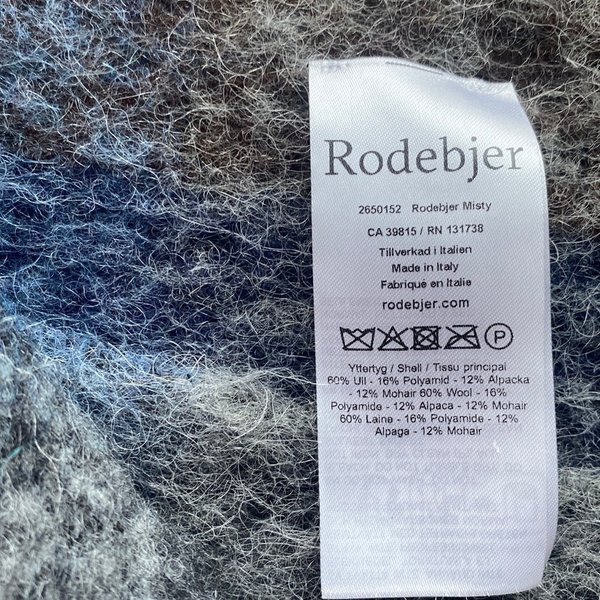 Rodebjer
2650152 Rodebjer Misty
CA 39815 / RN 131738
Tillverkad i Italien
Made in Italy
Fabriqué en Italie
rodebjer.com
P
Yttertyg / Shell / Tissu principal
60% Ull - 16% Polyamid - 12% Alpacka
- 12% Mohair 60% Wool - 16%
Polyamide - 12% Alpaca - 12% Mohair
60% Laine - 16% Polyamide - 12%
Alpaga - 12% Mohair